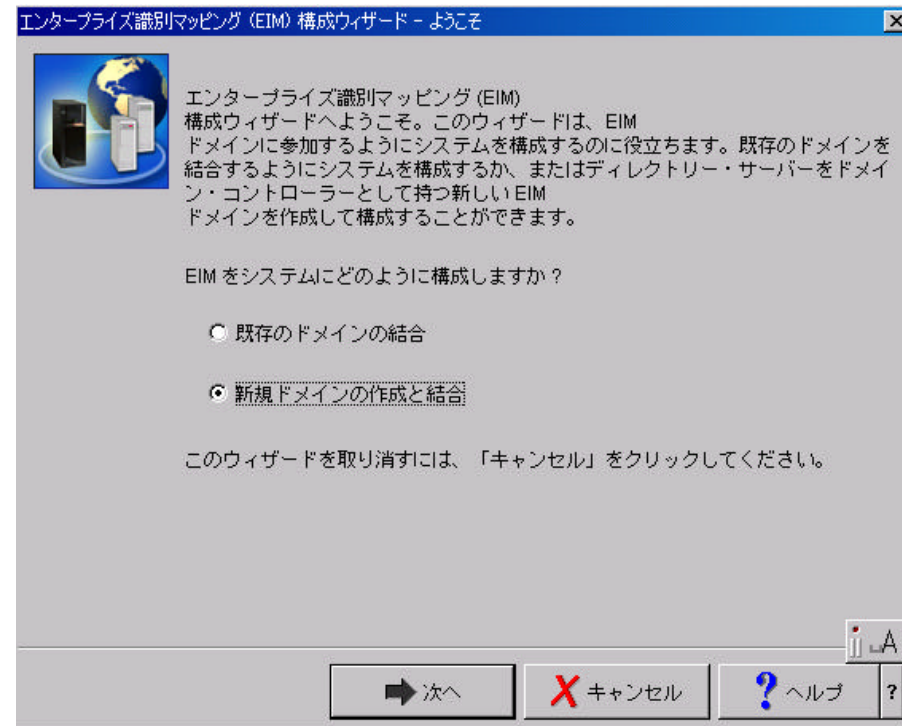 エンタープライズ識別マッピング (EIM) 構成ウィザード - ようこそ
エンタープライズ識別マッピング (EIM)
構成ウィザードへようこそ。このウィザードは、EIM
ドメインに参加するようにシステムを構成するのに役立ちます。既存のドメインを
結合するようにシステムを構成するか、またはディレクトリー・サーバーをドメイ
ン・コントローラーとして持つ新しい EIM
ドメインを作成して構成することができます。
EIM をシステムにどのように構成しますか？
既存のドメインの結合
新規ドメインの作成と結合
このウィザードを取り消すには、「キャンセル」をクリックしてください。
A
次へ
キャンセル
? ヘルプ
?